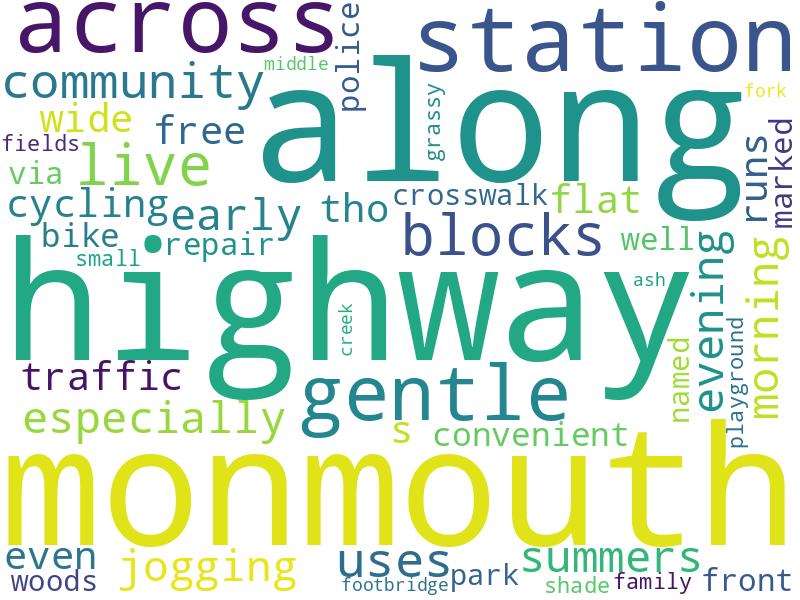 across
police
station
middle
community
along
grassy
fork
wide
free
fields
live
via
marked
runs
cycling
early
tho
crosswalk
flat
bike
repair
blocks
well
small
highway
ash
evening
morning
creek
playground
named
traffic
gentle
especially
s
convenient
monmouth
even
jogging
uses
summers
woods
footbridge
park
shade
family
front